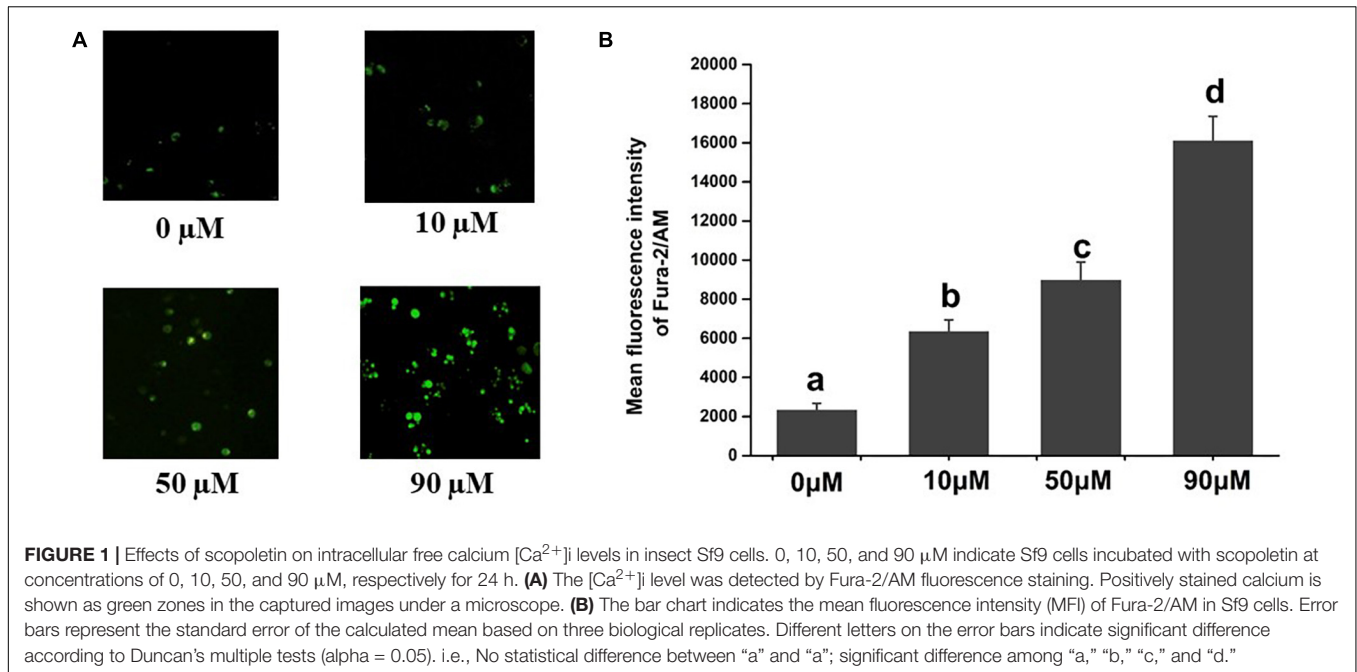 A
0 μM
10 μM
50 μM
90 μM
B
Mean fluorescence intensity
of Fura-2/AM
20000
18000
16000
14000
12000
10000
8000
6000
4000
2000
0
a
b
c
d
0μM
10μM
50μM
90μM
FIGURE 1 | Effects of scopoletin on intracellular free calcium [Ca²⁺]i levels in insect Sf9 cells. 0, 10, 50, and 90 μM indicate Sf9 cells incubated with scopoletin at
concentrations of 0, 10, 50, and 90 μM, respectively for 24 h. (A) The [Ca²⁺]i level was detected by Fura-2/AM fluorescence staining. Positively stained calcium is
shown as green zones in the captured images under a microscope. (B) The bar chart indicates the mean fluorescence intensity (MFI) of Fura-2/AM in Sf9 cells. Error
bars represent the standard error of the calculated mean based on three biological replicates. Different letters on the error bars indicate significant difference
according to Duncan’s multiple tests (alpha = 0.05). i.e., No statistical difference between “a” and “a”; significant difference among “a,” “b,” “c,” and “d.”